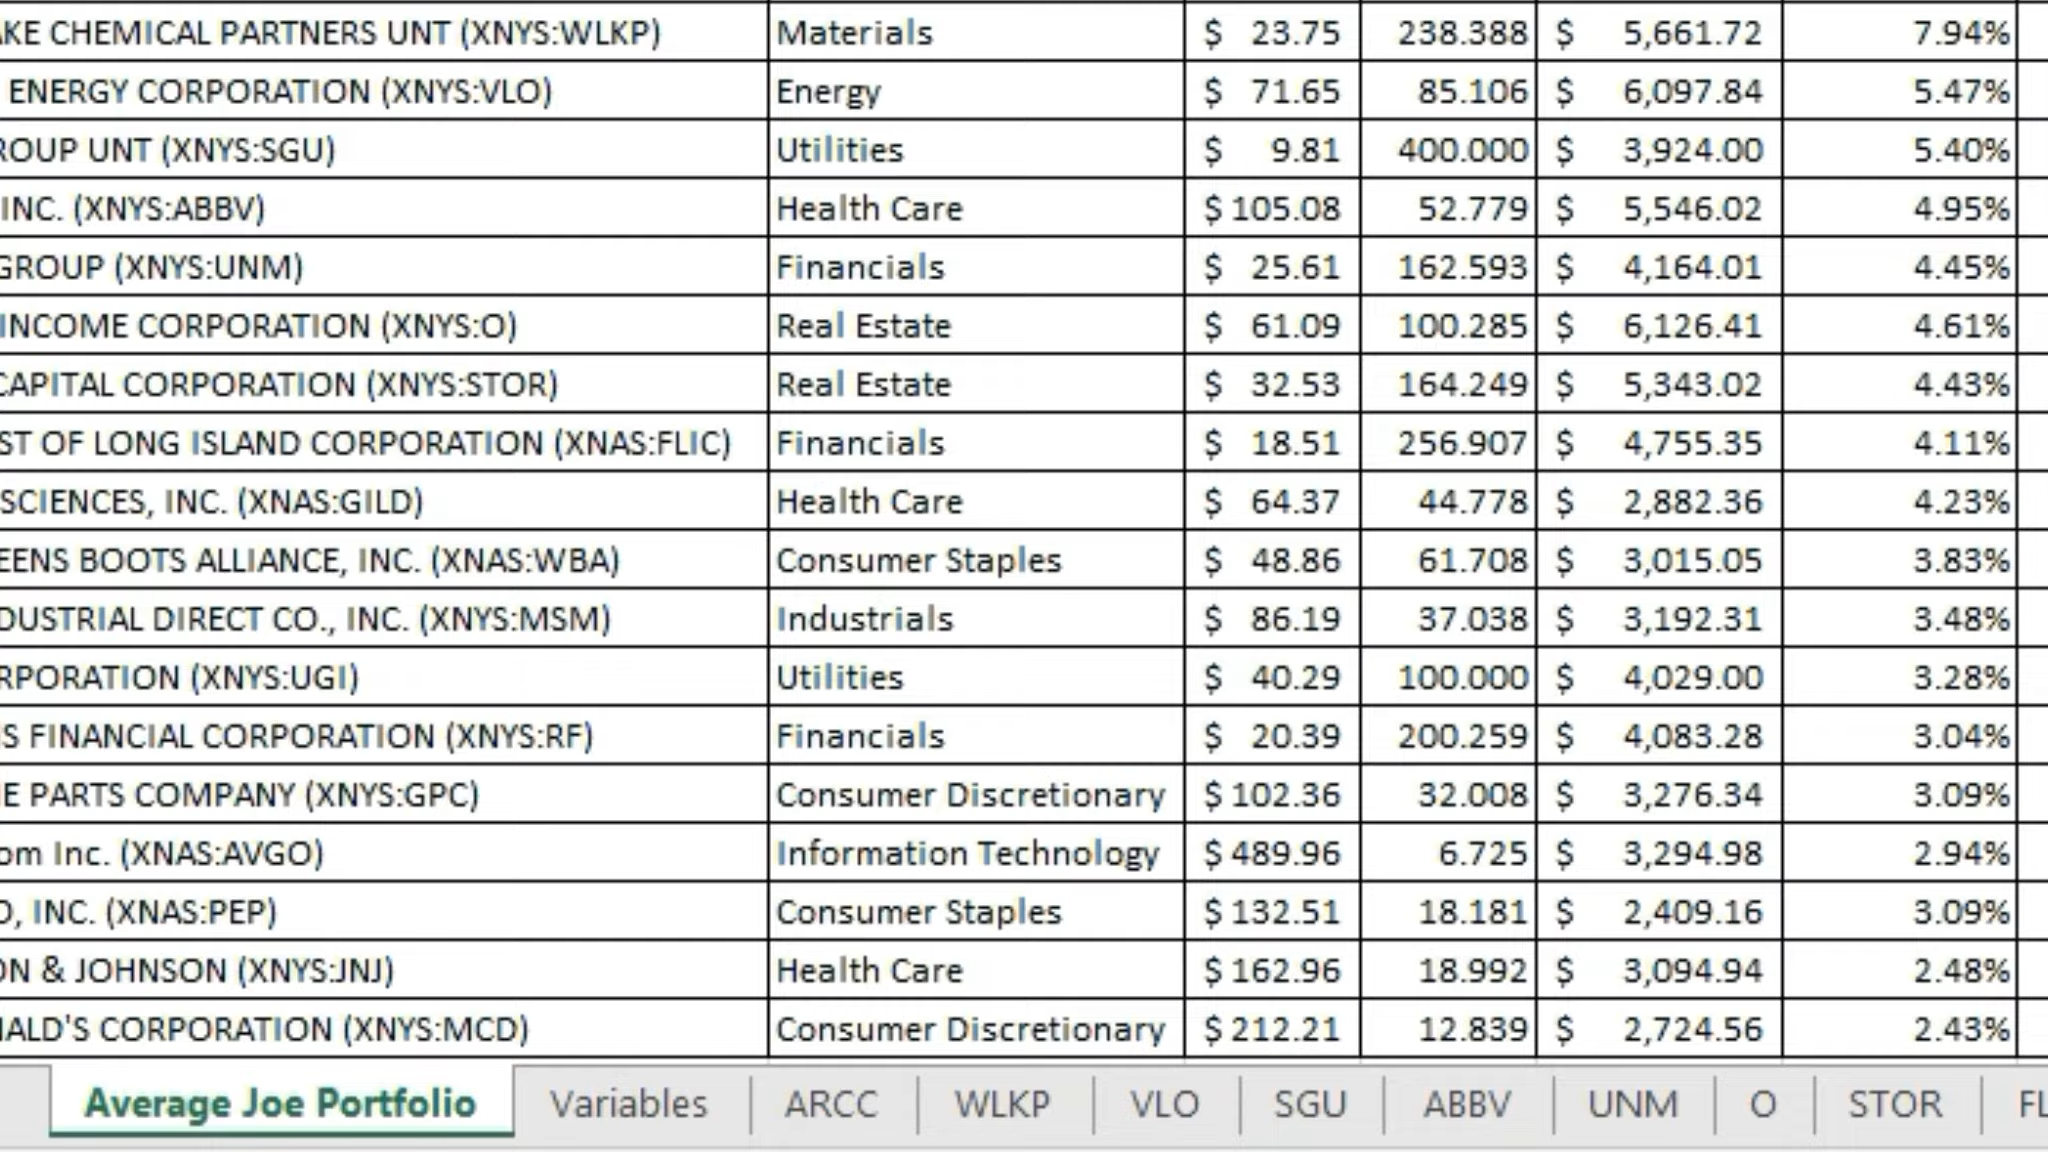 AKE CHEMICAL PARTNERS UNT (XNYS:WLKP) Materials $ 23.75 238.388 $ 5,661.72 7.94%
ENERGY CORPORATION (XNYS:VLO) Energy $ 71.65 85.106 $ 6,097.84 5.47%
ROUP UNT (XNYS:SGU) Utilities $ 9.81 400.000 $ 3,924.00 5.40%
INC. (XNYS:ABBV) Health Care $ 105.08 52.779 $ 5,546.02 4.95%
GROUP (XNYS:UNM) Financials $ 25.61 162.593 $ 4,164.01 4.45%
INCOME CORPORATION (XNYS:O) Real Estate $ 61.09 100.285 $ 6,126.41 4.61%
CAPITAL CORPORATION (XNYS:STOR) Real Estate $ 32.53 164.249 $ 5,343.02 4.43%
ST OF LONG ISLAND CORPORATION (XNAS:FLIC) Financials $ 18.51 256.907 $ 4,755.35 4.11%
SCIENCES, INC. (XNAS:GILD) Health Care $ 64.37 44.778 $ 2,882.36 4.23%
EENS BOOTS ALLIANCE, INC. (XNAS:WBA) Consumer Staples $ 48.86 61.708 $ 3,015.05 3.83%
DUSTRIAL DIRECT CO., INC. (XNYS:MSM) Industrials $ 86.19 37.038 $ 3,192.31 3.48%
RPORATION (XNYS:UGI) Utilities $ 40.29 100.000 $ 4,029.00 3.28%
S FINANCIAL CORPORATION (XNYS:RF) Financials $ 20.39 200.259 $ 4,083.28 3.04%
E PARTS COMPANY (XNYS:GPC) Consumer Discretionary $ 102.36 32.008 $ 3,276.34 3.09%
om Inc. (XNAS:AVGO) Information Technology $ 489.96 6.725 $ 3,294.98 2.94%
O, INC. (XNAS:PEP) Consumer Staples $ 132.51 18.181 $ 2,409.16 3.09%
ON & JOHNSON (XNYS:JNJ) Health Care $ 162.96 18.992 $ 3,094.94 2.48%
NALD'S CORPORATION (XNYS:MCD) Consumer Discretionary $ 212.21 12.839 $ 2,724.56 2.43%
Average Joe Portfolio Variables ARCC WLKP VLO SGU ABBV UNM O STOR FL